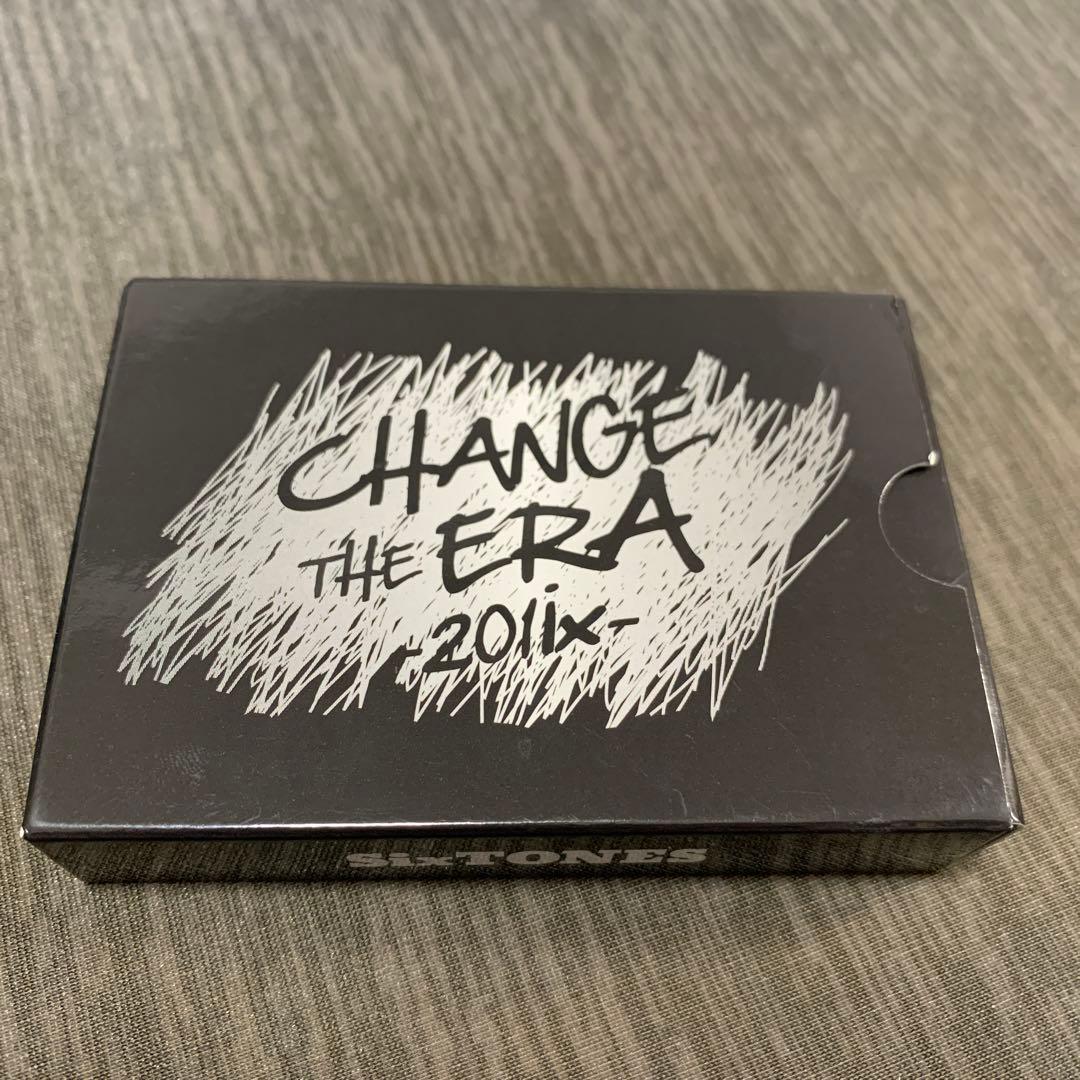 CHANGE
THE ERA
-201ix-
SixTONES